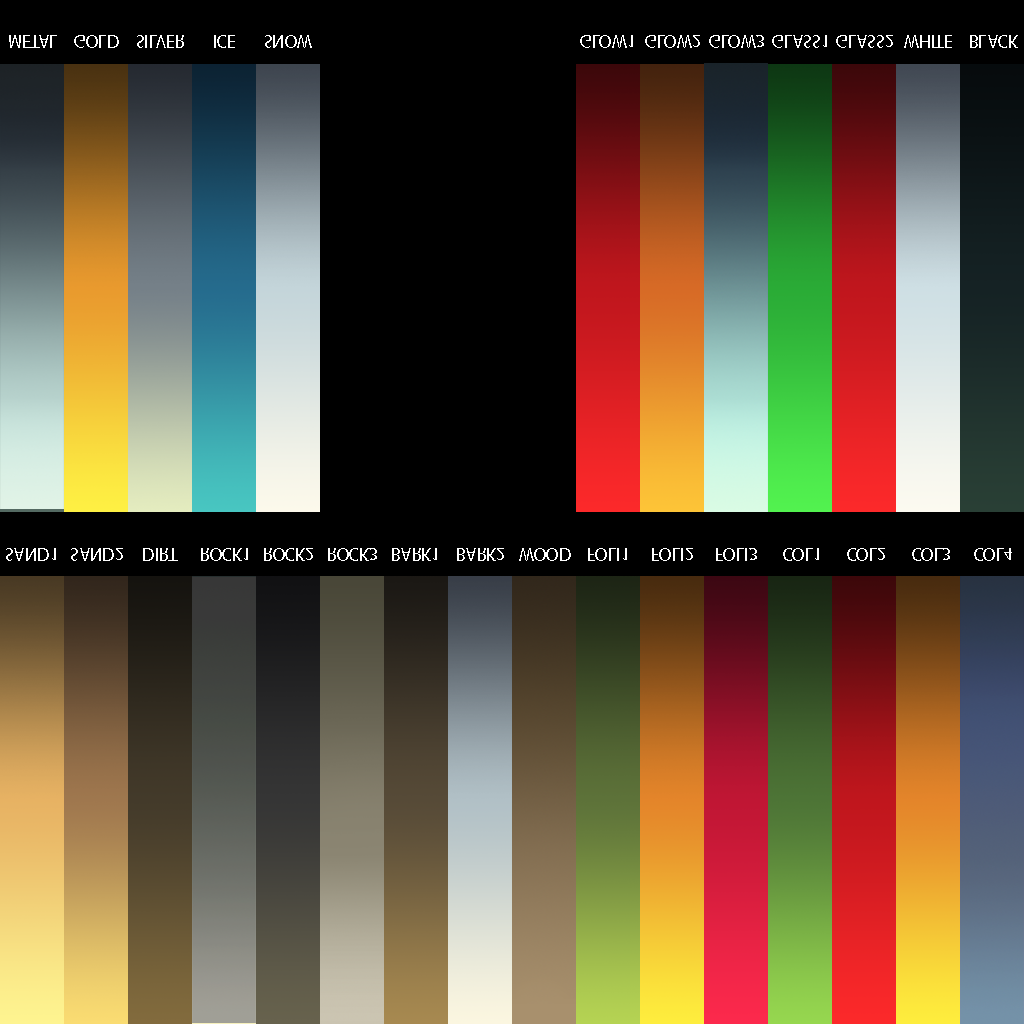 METAL GOLD SILVER ICE SNOW GLOW1 GLOW2 GLOW3 GLASS1 GLASS2 WHITE BLACK
SAND1 SAND2 DIRT ROCK1 ROCK2 ROCK3 BARK1 BARK2 WOOD FOLI1 FOLI2 FOLI3 COL1 COL2 COL3 COL4